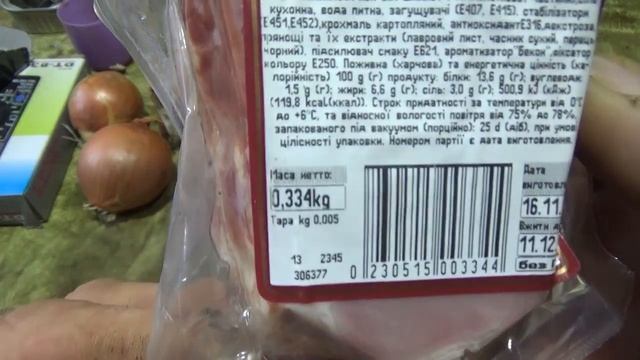 кухонна, вода питна, загущувачі (Е407, Е415), стабілізатори
(Е451,Е452),крохмаль картопляний, антиоксидантЕ316,декстроза,
прянощі та їх екстракти (лавровий лист, часник сухий, перець
чорний), підсилювач смаку Е621, ароматизатор "бекон",фіксатор
кольору Е250. Поживна (харчова) та енергетична цінність (ка-
лорійність) 100 g (г) продукту: білки: 13,6 g (г); вуглеводи:
1,5 g (г); жири: 6,6 g (г); сіль: 3,0 g (г); 500,9 kJ (кДж)
(119,8 kcal(ккал)). Строк придатності за температури від 0°С
до +6°С, та відносної вологості повітря від 75% до 78%,
запакованого під вакуумом (порційно): 25 d (діб), при умові
цілісності упаковки. Номером партії є дата виготовлення.
Маса нетто:
0,334kg
Тара kg 0.005
13 2345
306377
0 230515 003344
Дата
виготовл
16.11
Вжити д
11.12
без